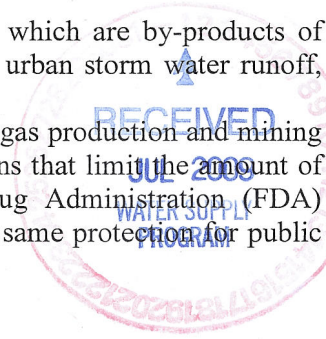 which are by-products of
urban storm water runoff,
gas production and mining
ns that limit the amount of
ug Administration (FDA)
same protection for public
RECEIVED
JUL 2009
WATER SUPPLY
PROGRAM